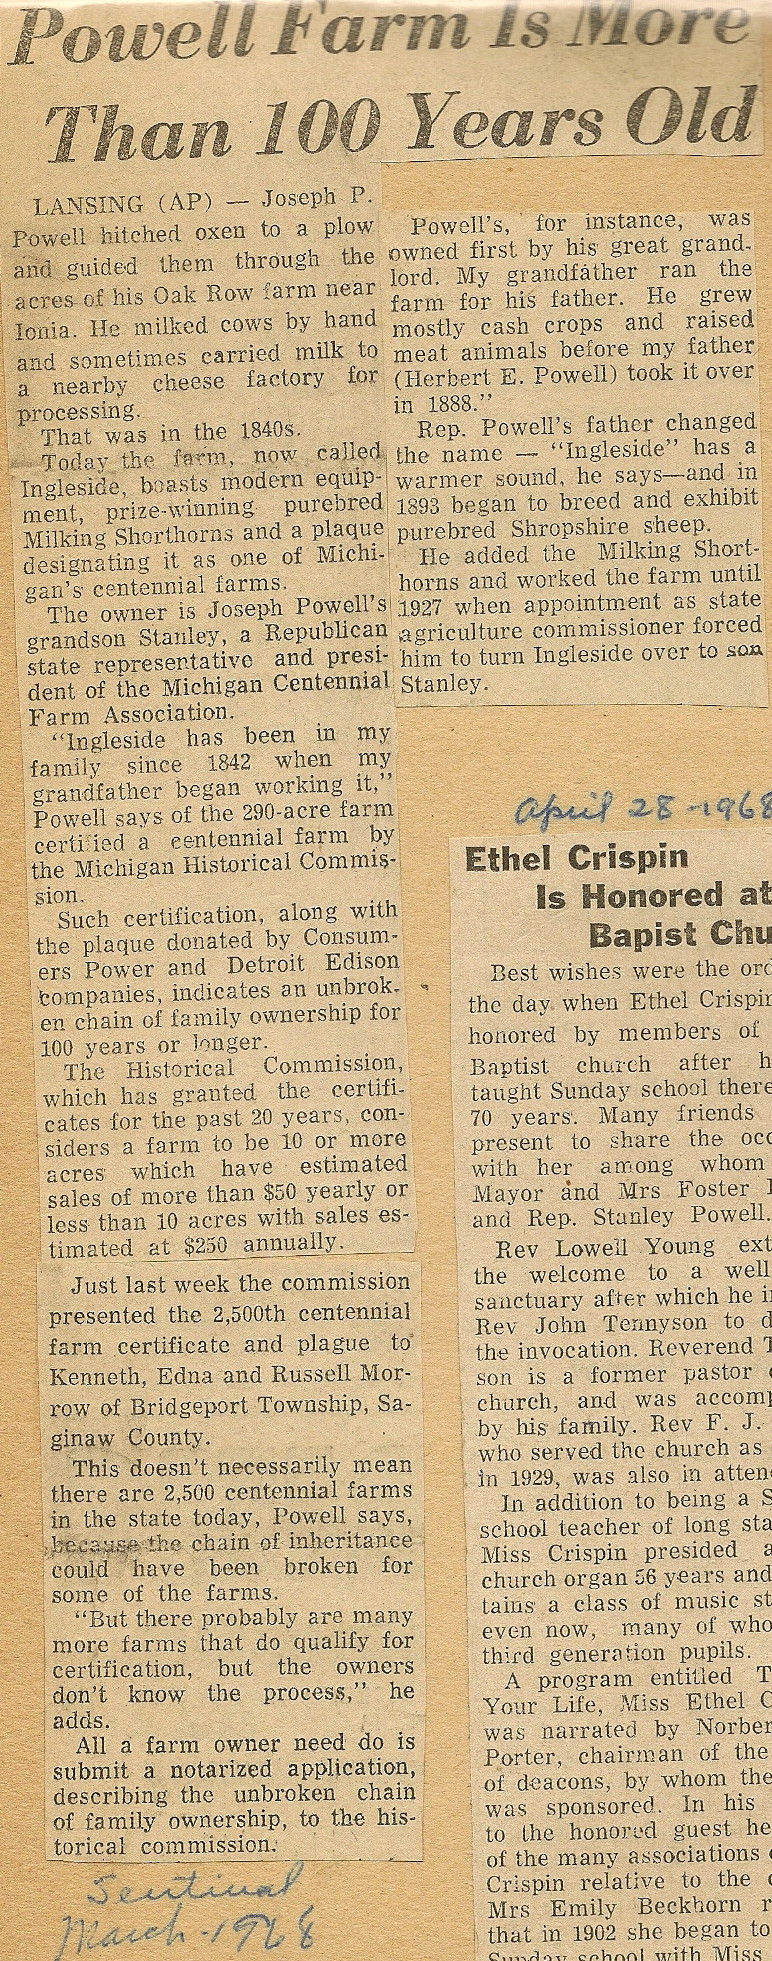 Powell Farm Is More
Than 100 Years Old
LANSING (AP) — Joseph P.
Powell hitched oxen to a plow
and guided them through the
acres of his Oak Row farm near
Ionia. He milked cows by hand
and sometimes carried milk to
a nearby cheese factory for
processing.
That was in the 1840s.
Today the farm, now called
Ingleside, boasts modern equip-
ment, prize-winning purebred
Milking Shorthorns and a plaque
designating it as one of Michi-
gan's centennial farms.
The owner is Joseph Powell's
grandson Stanley, a Republican
state representative and presi-
dent of the Michigan Centennial
Farm Association.
"Ingleside has been in my
family since 1842 when my
grandfather began working it,"
Powell says of the 290-acre farm
certified a centennial farm by
the Michigan Historical Commis-
sion.
Such certification, along with
the plaque donated by Consum-
ers Power and Detroit Edison
companies, indicates an unbrok-
en chain of family ownership for
100 years or longer.
The Historical Commission,
which has granted the certifi-
cates for the past 20 years, con-
siders a farm to be 10 or more
acres which have estimated
sales of more than $50 yearly or
less than 10 acres with sales es-
timated at $250 annually.
Just last week the commission
presented the 2,500th centennial
farm certificate and plague to
Kenneth, Edna and Russell Mor-
row of Bridgeport Township, Sa-
ginaw County.
This doesn't necessarily mean
there are 2,500 centennial farms
in the state today, Powell says,
because the chain of inheritance
could have been broken for
some of the farms.
"But there probably are many
more farms that do qualify for
certification, but the owners
don't know the process," he
adds.
All a farm owner need do is
submit a notarized application,
describing the unbroken chain
of family ownership, to the his-
torical commission.
Sentinal
March-1968
Powell's, for instance, was
owned first by his great grand-
lord. My grandfather ran the
farm for his father. He grew
mostly cash crops and raised
meat animals before my father
(Herbert E. Powell) took it over
in 1888."
Rep. Powell's father changed
the name — "Ingleside" has a
warmer sound, he says—and in
1893 began to breed and exhibit
purebred Shropshire sheep.
He added the Milking Short-
horns and worked the farm until
1927 when appointment as state
agriculture commissioner forced
him to turn Ingleside over to son
Stanley.
April 28-1968
Ethel Crispin
Is Honored at
Bapist Chu
Best wishes were the ord
the day when Ethel Crispin
honored by members of
Baptist church after h
taught Sunday school there
70 years. Many friends
present to share the occ
with her among whom
Mayor and Mrs Foster
and Rep. Stanley Powell.
Rev Lowell Young ext
the welcome to a well
sanctuary after which he in
Rev John Tennyson to d
the invocation. Reverend T
son is a former pastor
church, and was accomp
by his family. Rev F. J.
who served the church as
in 1929, was also in atten
In addition to being a S
school teacher of long sta
Miss Crispin presided a
church organ 56 years and
tains a class of music st
even now, many of who
third generation pupils.
A program entitled T
Your Life, Miss Ethel C
was narrated by Norber
Porter, chairman of the
of deacons, by whom the
was sponsored. In his
to the honored guest he
of the many associations
Crispin relative to the
Mrs Emily Beckhorn r
that in 1902 she began to
Sunday school with Miss